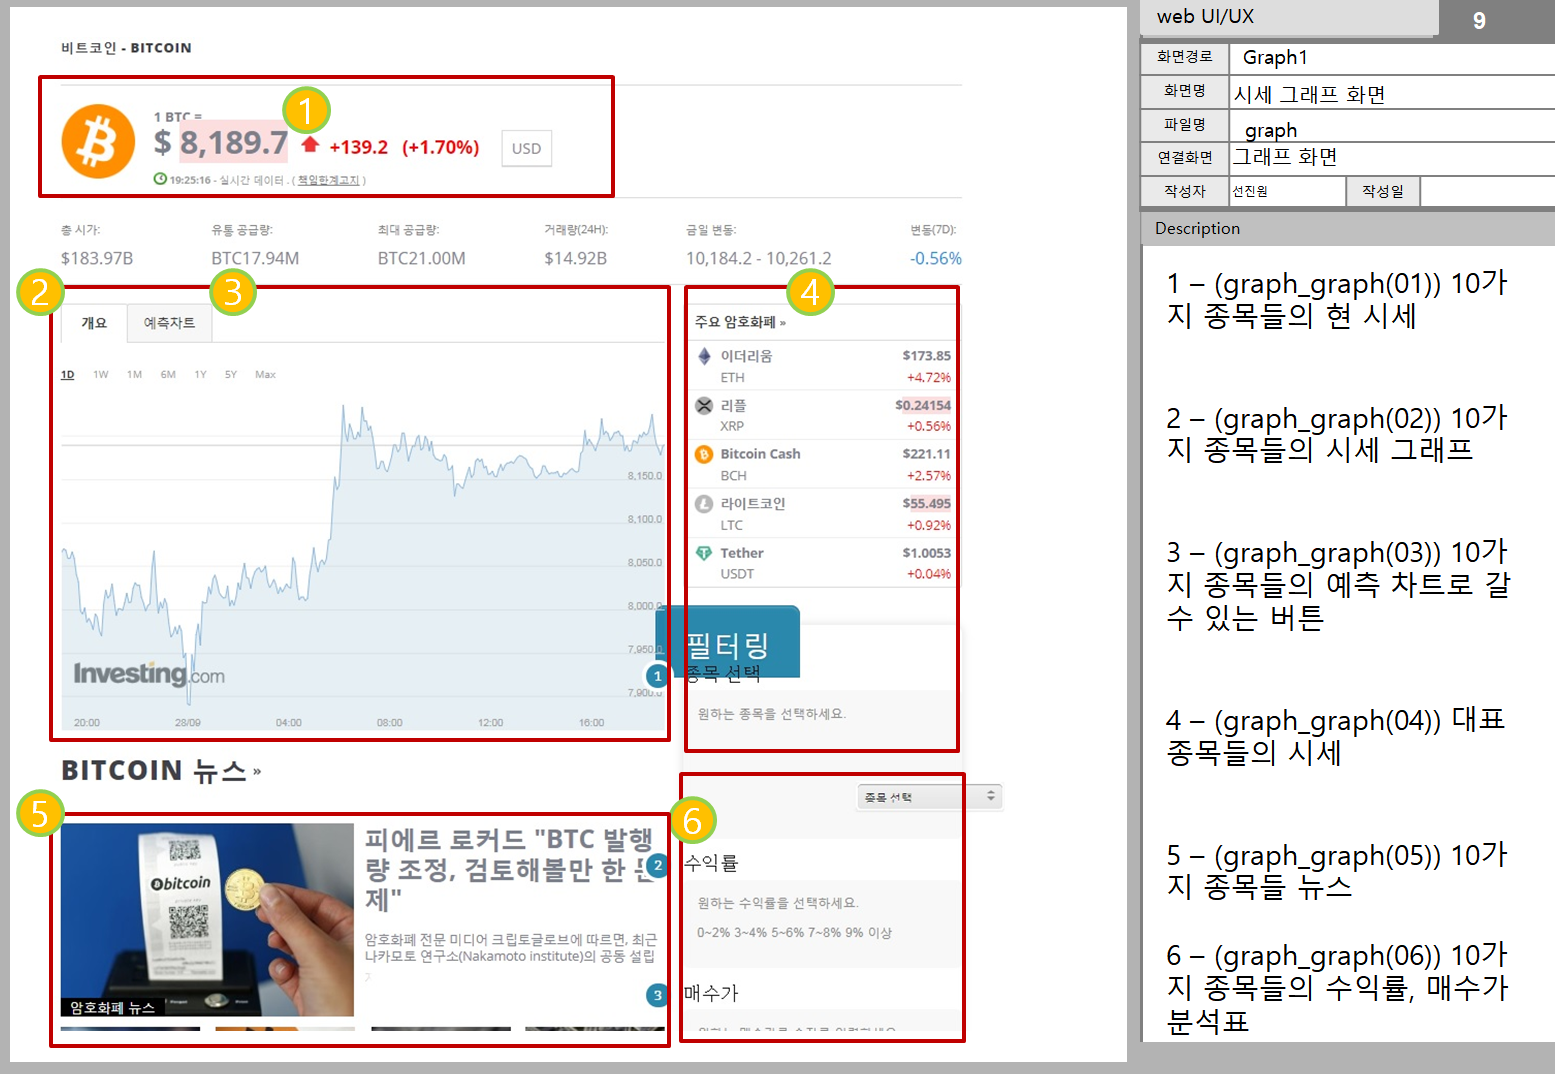 비트코인 - BITCOIN
1
1 BTC =
$ 8,189.7 +139.2 (+1.70%) USD
19:25:16 - 실시간 데이터 . ( 책임한계고지 )
총 시가: 유통 공급량: 최대 공급량: 거래량(24H): 금일 변동: 변동(7D):
$183.97B BTC17.94M BTC21.00M $14.92B 10,184.2 - 10,261.2 -0.56%
2 3
개요 예측차트
1D 1W 1M 6M 1Y 5Y Max
8,150.0
8,100.0
8,050.0
8,000.0
7,950.0
7,900.0
Investing.com
20:00 28/09 04:00 08:00 12:00 16:00
4
주요 암호화폐 »
이더리움 $173.85
ETH +4.72%
리플 $0.24154
XRP +0.56%
Bitcoin Cash $221.11
BCH +2.57%
라이트코인 $55.495
LTC +0.92%
Tether $1.0053
USDT +0.04%
필터링
1
종목 선택
원하는 종목을 선택하세요.
BITCOIN 뉴스 »
5
피에르 로커드 "BTC 발행
량 조정, 검토해볼만 한 문
제"
암호화폐 전문 미디어 크립토글로브에 따르면, 최근
나카모토 연구소(Nakamoto institute)의 공동 설립
bitcoin
암호화폐 뉴스
6
종목 선택
2
수익률
원하는 수익률을 선택하세요.
0~2% 3~4% 5~6% 7~8% 9% 이상
3
매수가
web UI/UX 9
화면경로 Graph1
화면명 시세 그래프 화면
파일명 graph
연결화면 그래프 화면
작성자 선진원 작성일
Description
1 – (graph_graph(01)) 10가
지 종목들의 현 시세
2 – (graph_graph(02)) 10가
지 종목들의 시세 그래프
3 – (graph_graph(03)) 10가
지 종목들의 예측 차트로 갈
수 있는 버튼
4 – (graph_graph(04)) 대표
종목들의 시세
5 – (graph_graph(05)) 10가
지 종목들 뉴스
6 – (graph_graph(06)) 10가
지 종목들의 수익률, 매수가
분석표